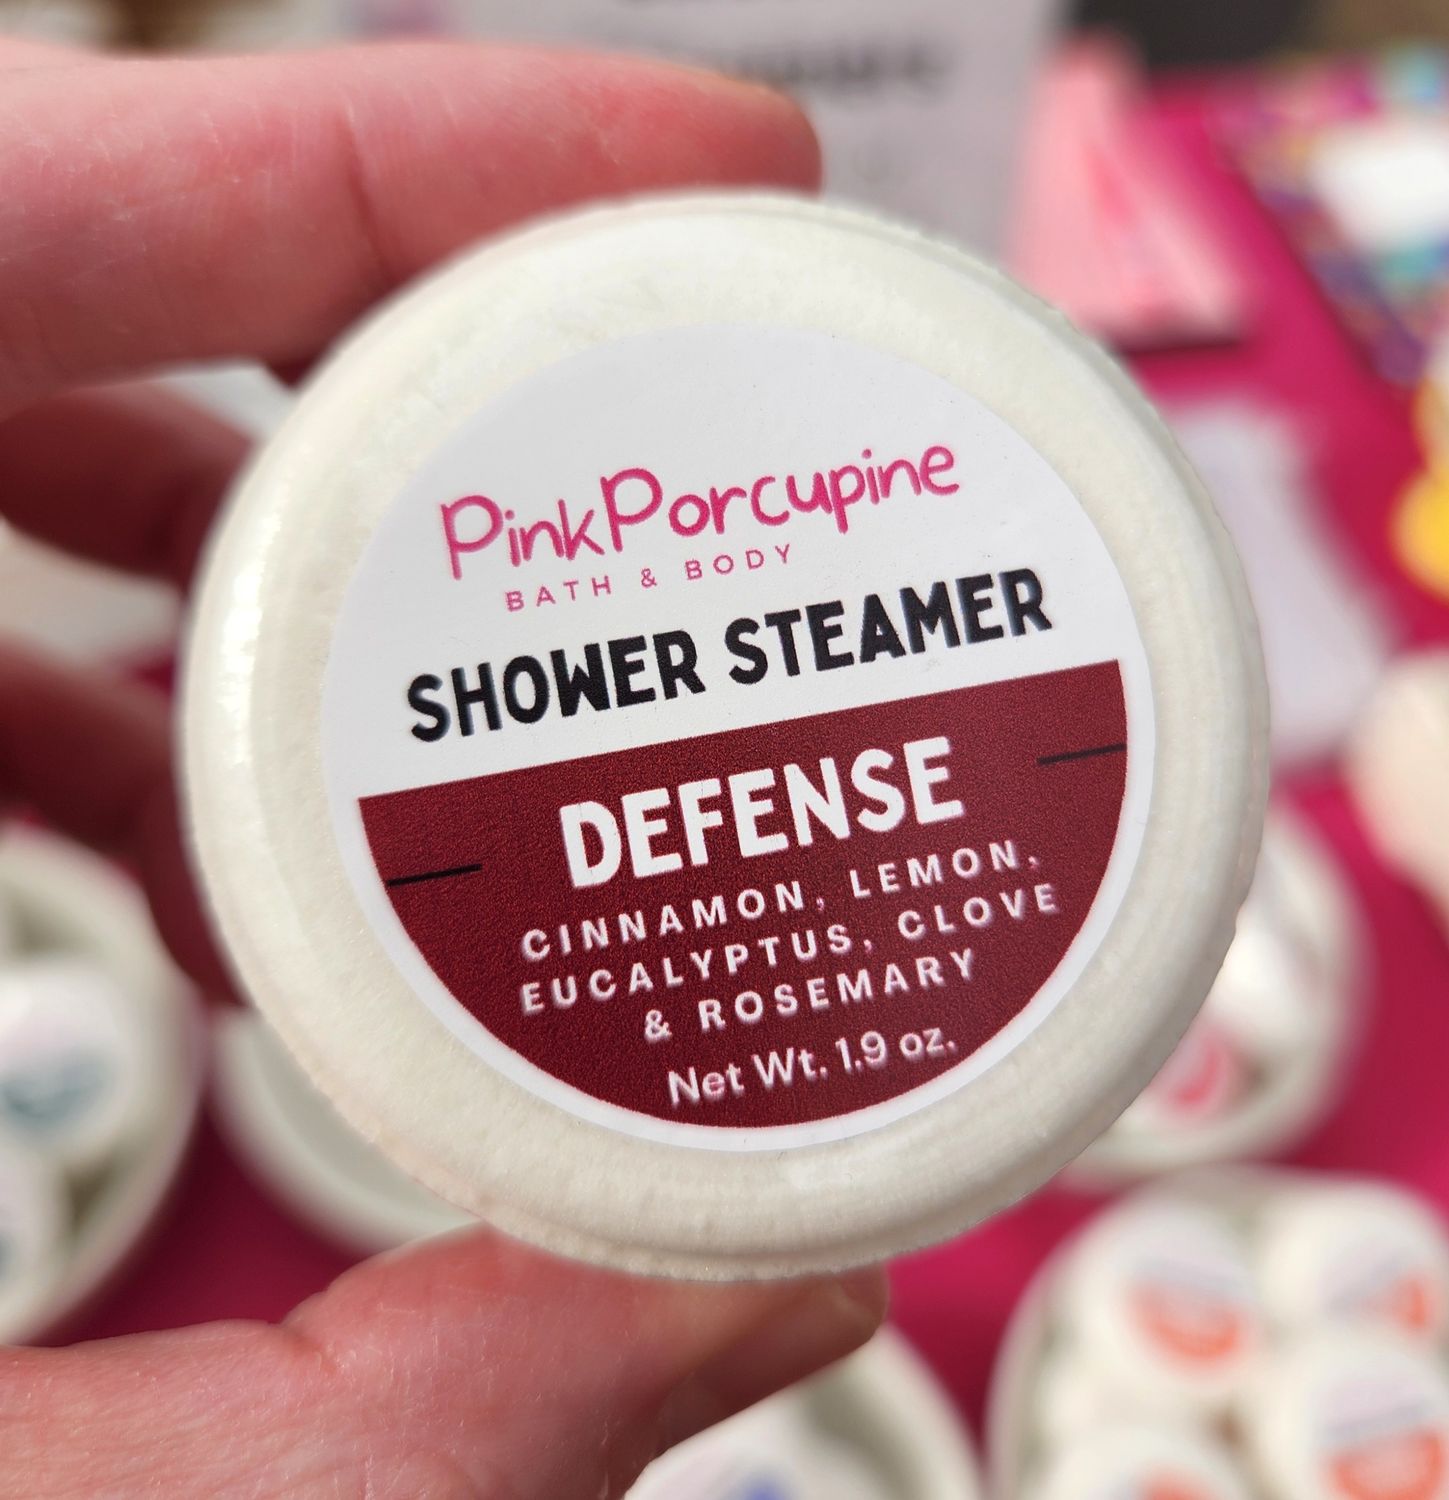 PinkPorcupine
BATH & BODY
SHOWER STEAMER
DEFENSE
CINNAMON, LEMON,
EUCALYPTUS, CLOVE
& ROSEMARY
Net Wt. 1.9 oz.